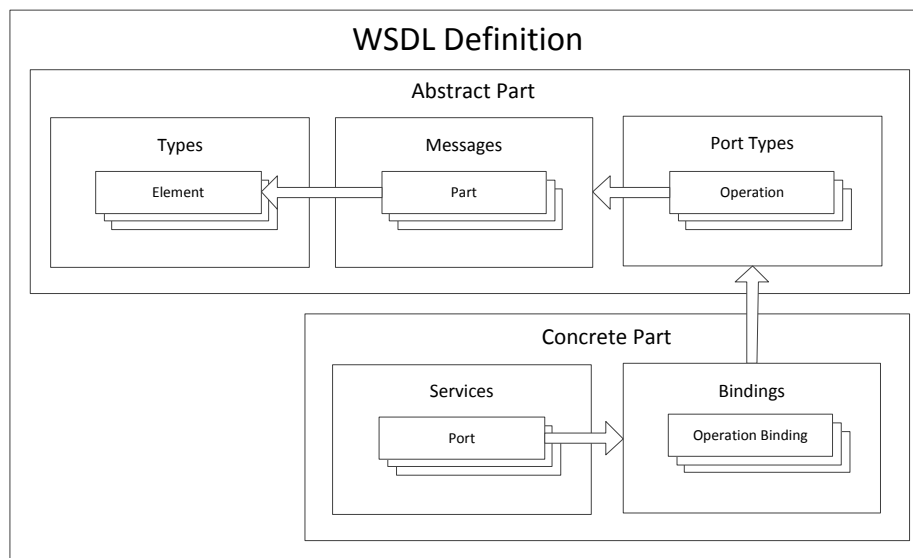 WSDL Definition
Abstract Part
Types
Messages
Port Types
Element
Part
Operation
Concrete Part
Services
Bindings
Port
Operation Binding